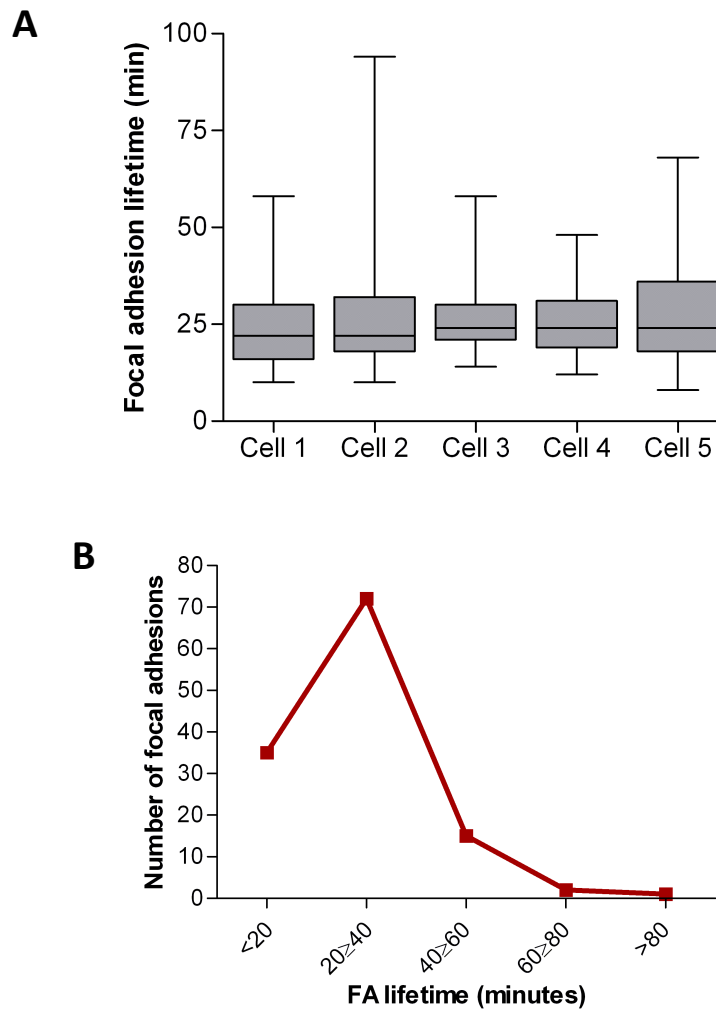 A
Focal adhesion lifetime (min)
100
75
50
25
0
Cell 1 Cell 2 Cell 3 Cell 4 Cell 5
B
Number of focal adhesions
80
70
60
50
40
30
20
10
0
<20 20≥40 40≥60 60≥80 >80
FA lifetime (minutes)